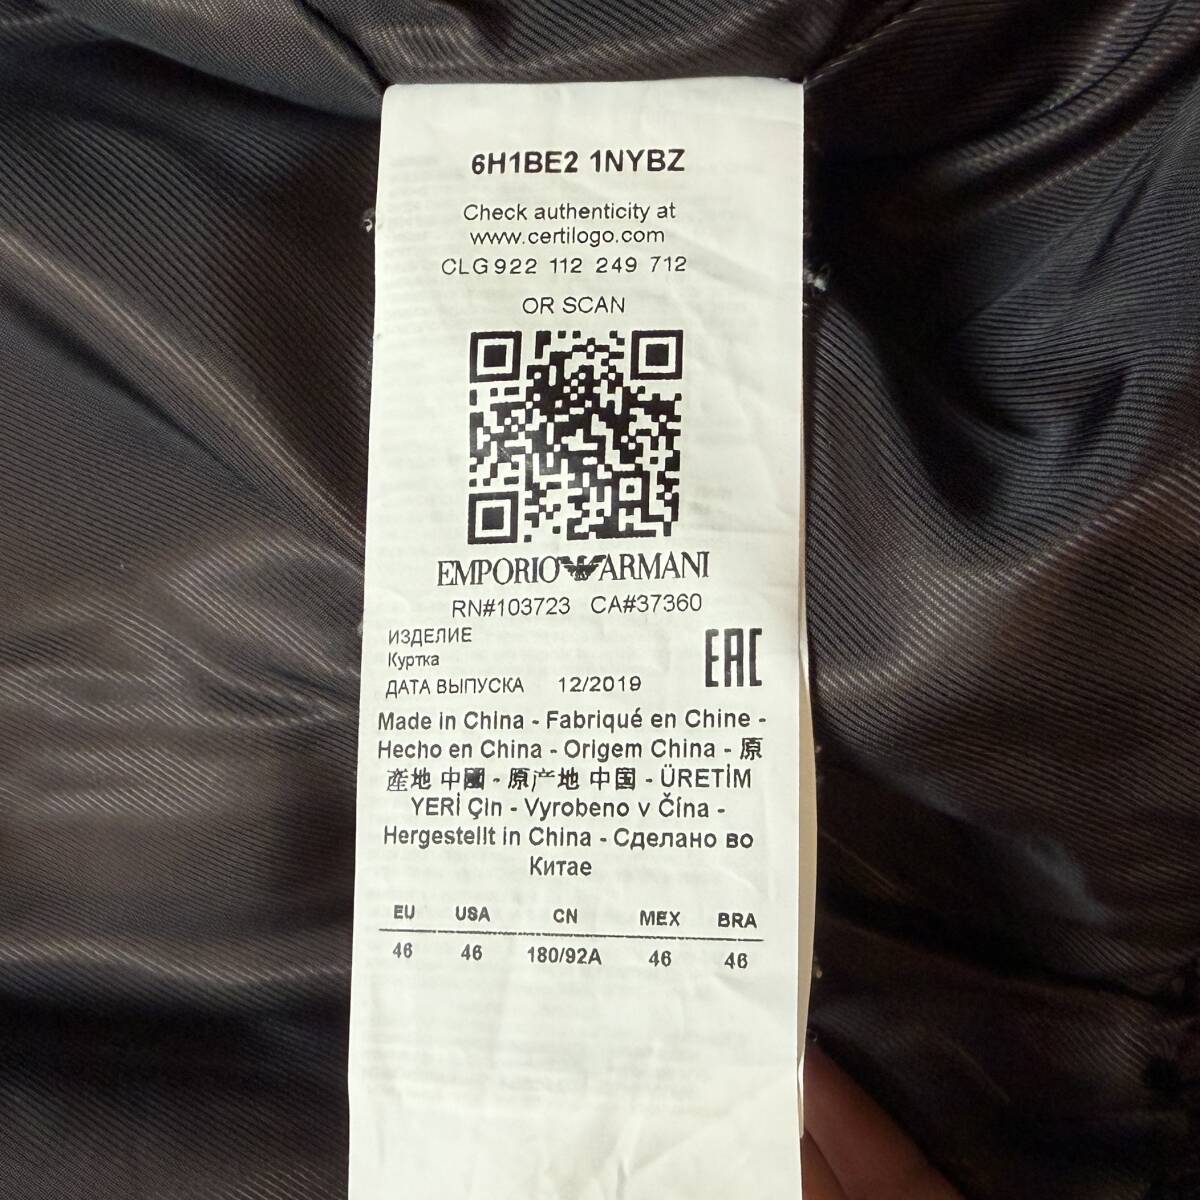 6H1BE2 1NYBZ
Check authenticity at
www.certilogo.com
CLG 922 112 249 712
OR SCAN
EMPORIO ARMANI
RN#103723 CA#37360
ИЗДЕЛИЕ
Куртка
EAC
ДАТА ВЫПУСКА 12/2019
Made in China - Fabriqué en Chine -
Hecho en China - Origem China - 原
產地 中國 - 原产地 中国 - ÜRETİM
YERİ Çin - Vyrobeno v Čína -
Hergestellt in China - Сделано во
Китае
EU USA CN MEX BRA
46 46 180/92A 46 46